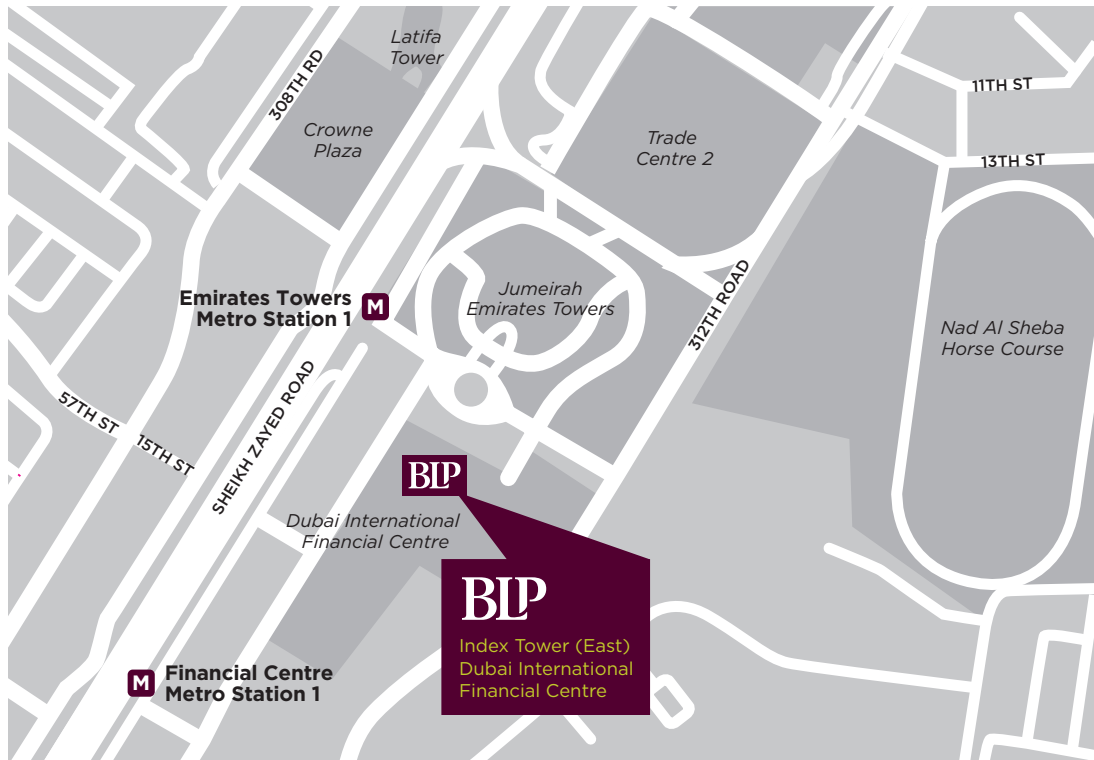 Latifa
Tower
308TH RD
Crowne
Plaza
Trade
Centre 2
11TH ST
13TH ST
Emirates Towers
Metro Station 1
M
Jumeirah
Emirates Towers
312TH ROAD
Nad Al Sheba
Horse Course
57TH ST
15TH ST
SHEIKH ZAYED ROAD
BLP
Dubai International
Financial Centre
BLP
Index Tower (East)
Dubai International
Financial Centre
M
Financial Centre
Metro Station 1